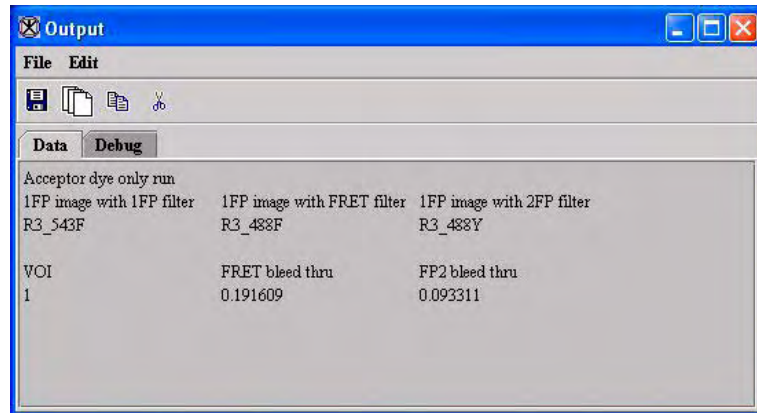 Output
File Edit
Data Debug
Acceptor dye only run
1FP image with 1FP filter 1FP image with FRET filter 1FP image with 2FP filter
R3_543F R3_488F R3_488Y
VOI FRET bleed thru FP2 bleed thru
1 0.191609 0.093311